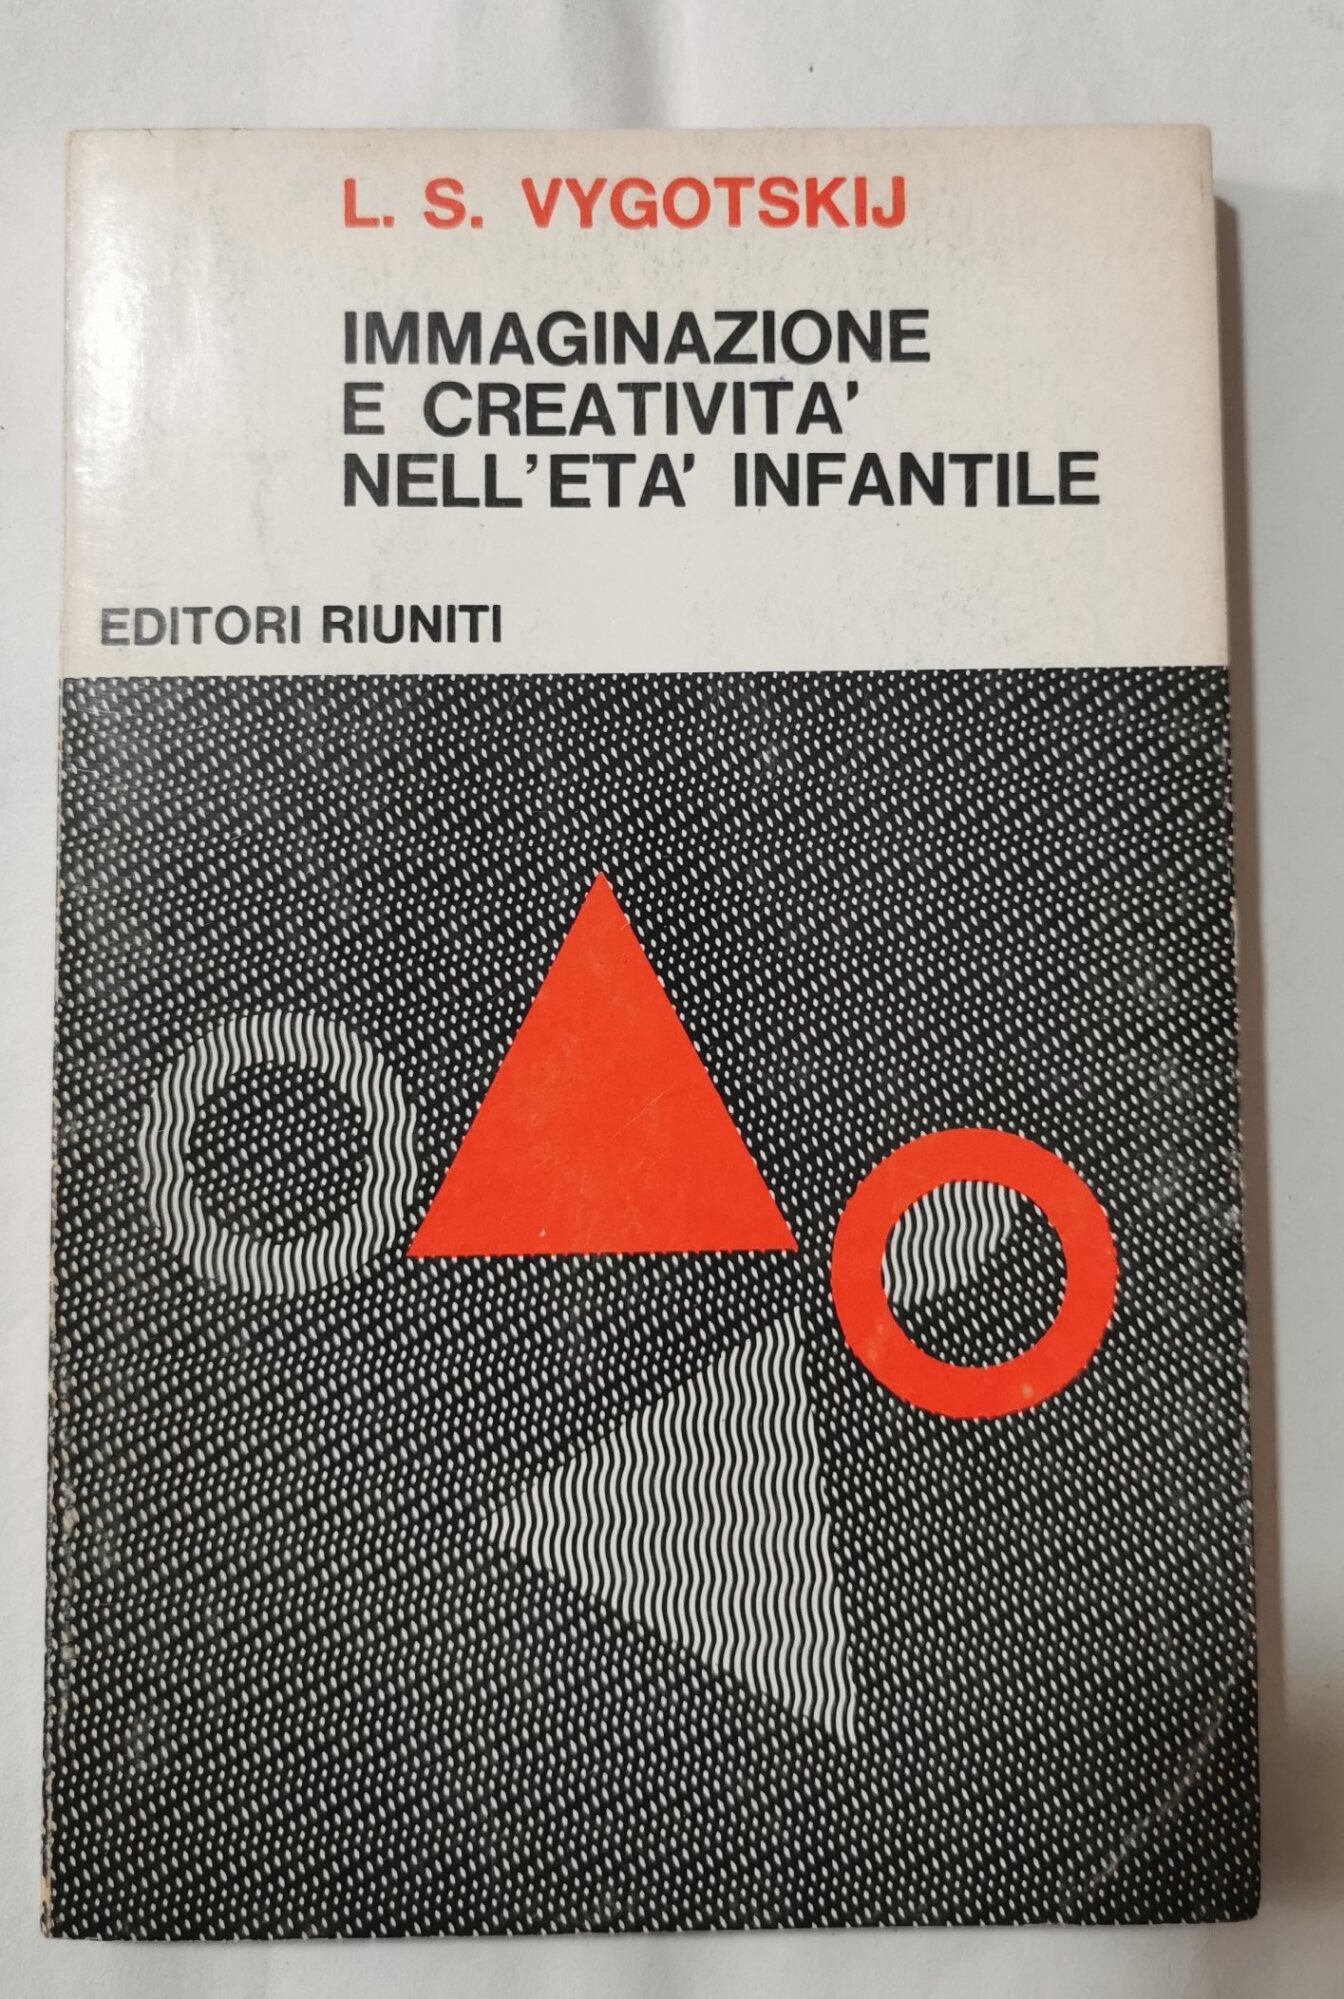 L. S. VYGOTSKIJ
IMMAGINAZIONE
E CREATIVITA'
NELL'ETA' INFANTILE
EDITORI RIUNITI